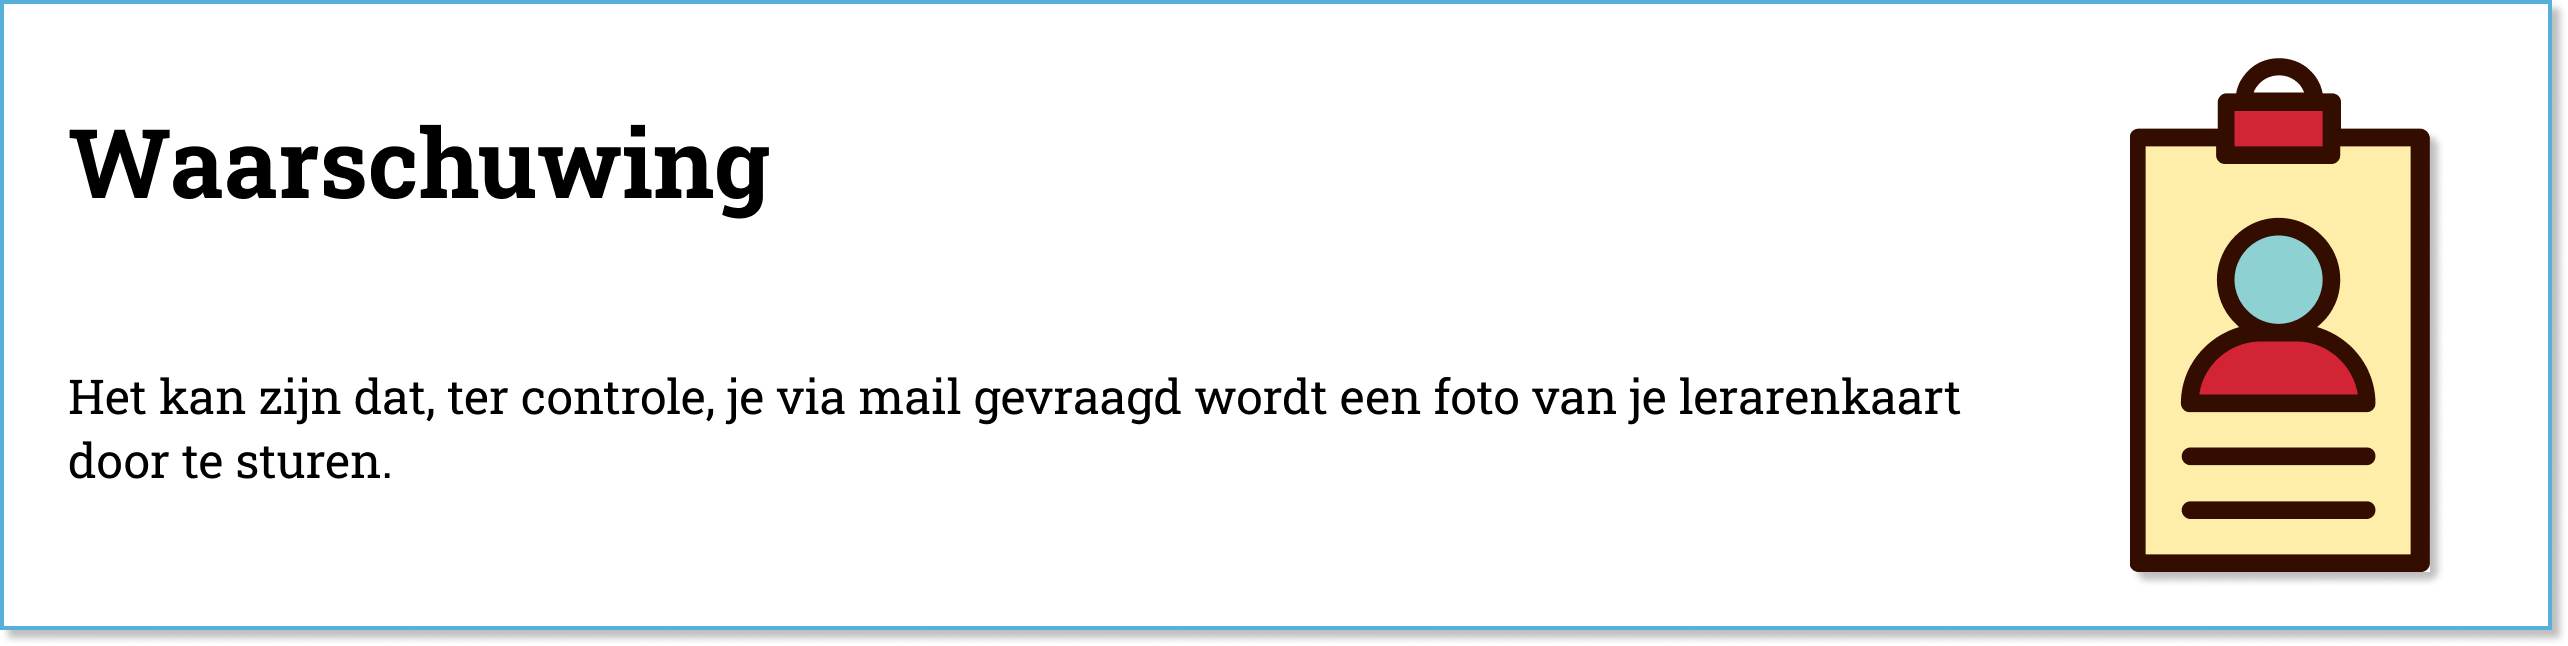 Waarschuwing
Het kan zijn dat, ter controle, je via mail gevraagd wordt een foto van je lerarenkaart
door te sturen.